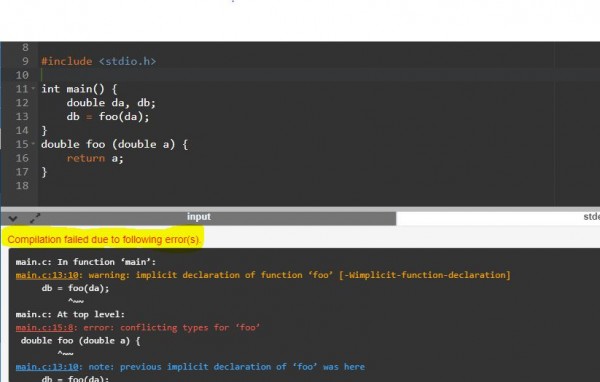 8
9 #include <stdio.h>
10
11 int main() {
12 double da, db;
13 db = foo(da);
14 }
15 double foo (double a) {
16 return a;
17 }
18
input
stde
Compilation failed due to following error(s).
main.c: In function ‘main’:
main.c:13:10: warning: implicit declaration of function ‘foo’ [-Wimplicit-function-declaration]
db = foo(da);
^~~
main.c: At top level:
main.c:15:8: error: conflicting types for ‘foo’
double foo (double a) {
^~~
main.c:13:10: note: previous implicit declaration of ‘foo’ was here
db = foo(da);